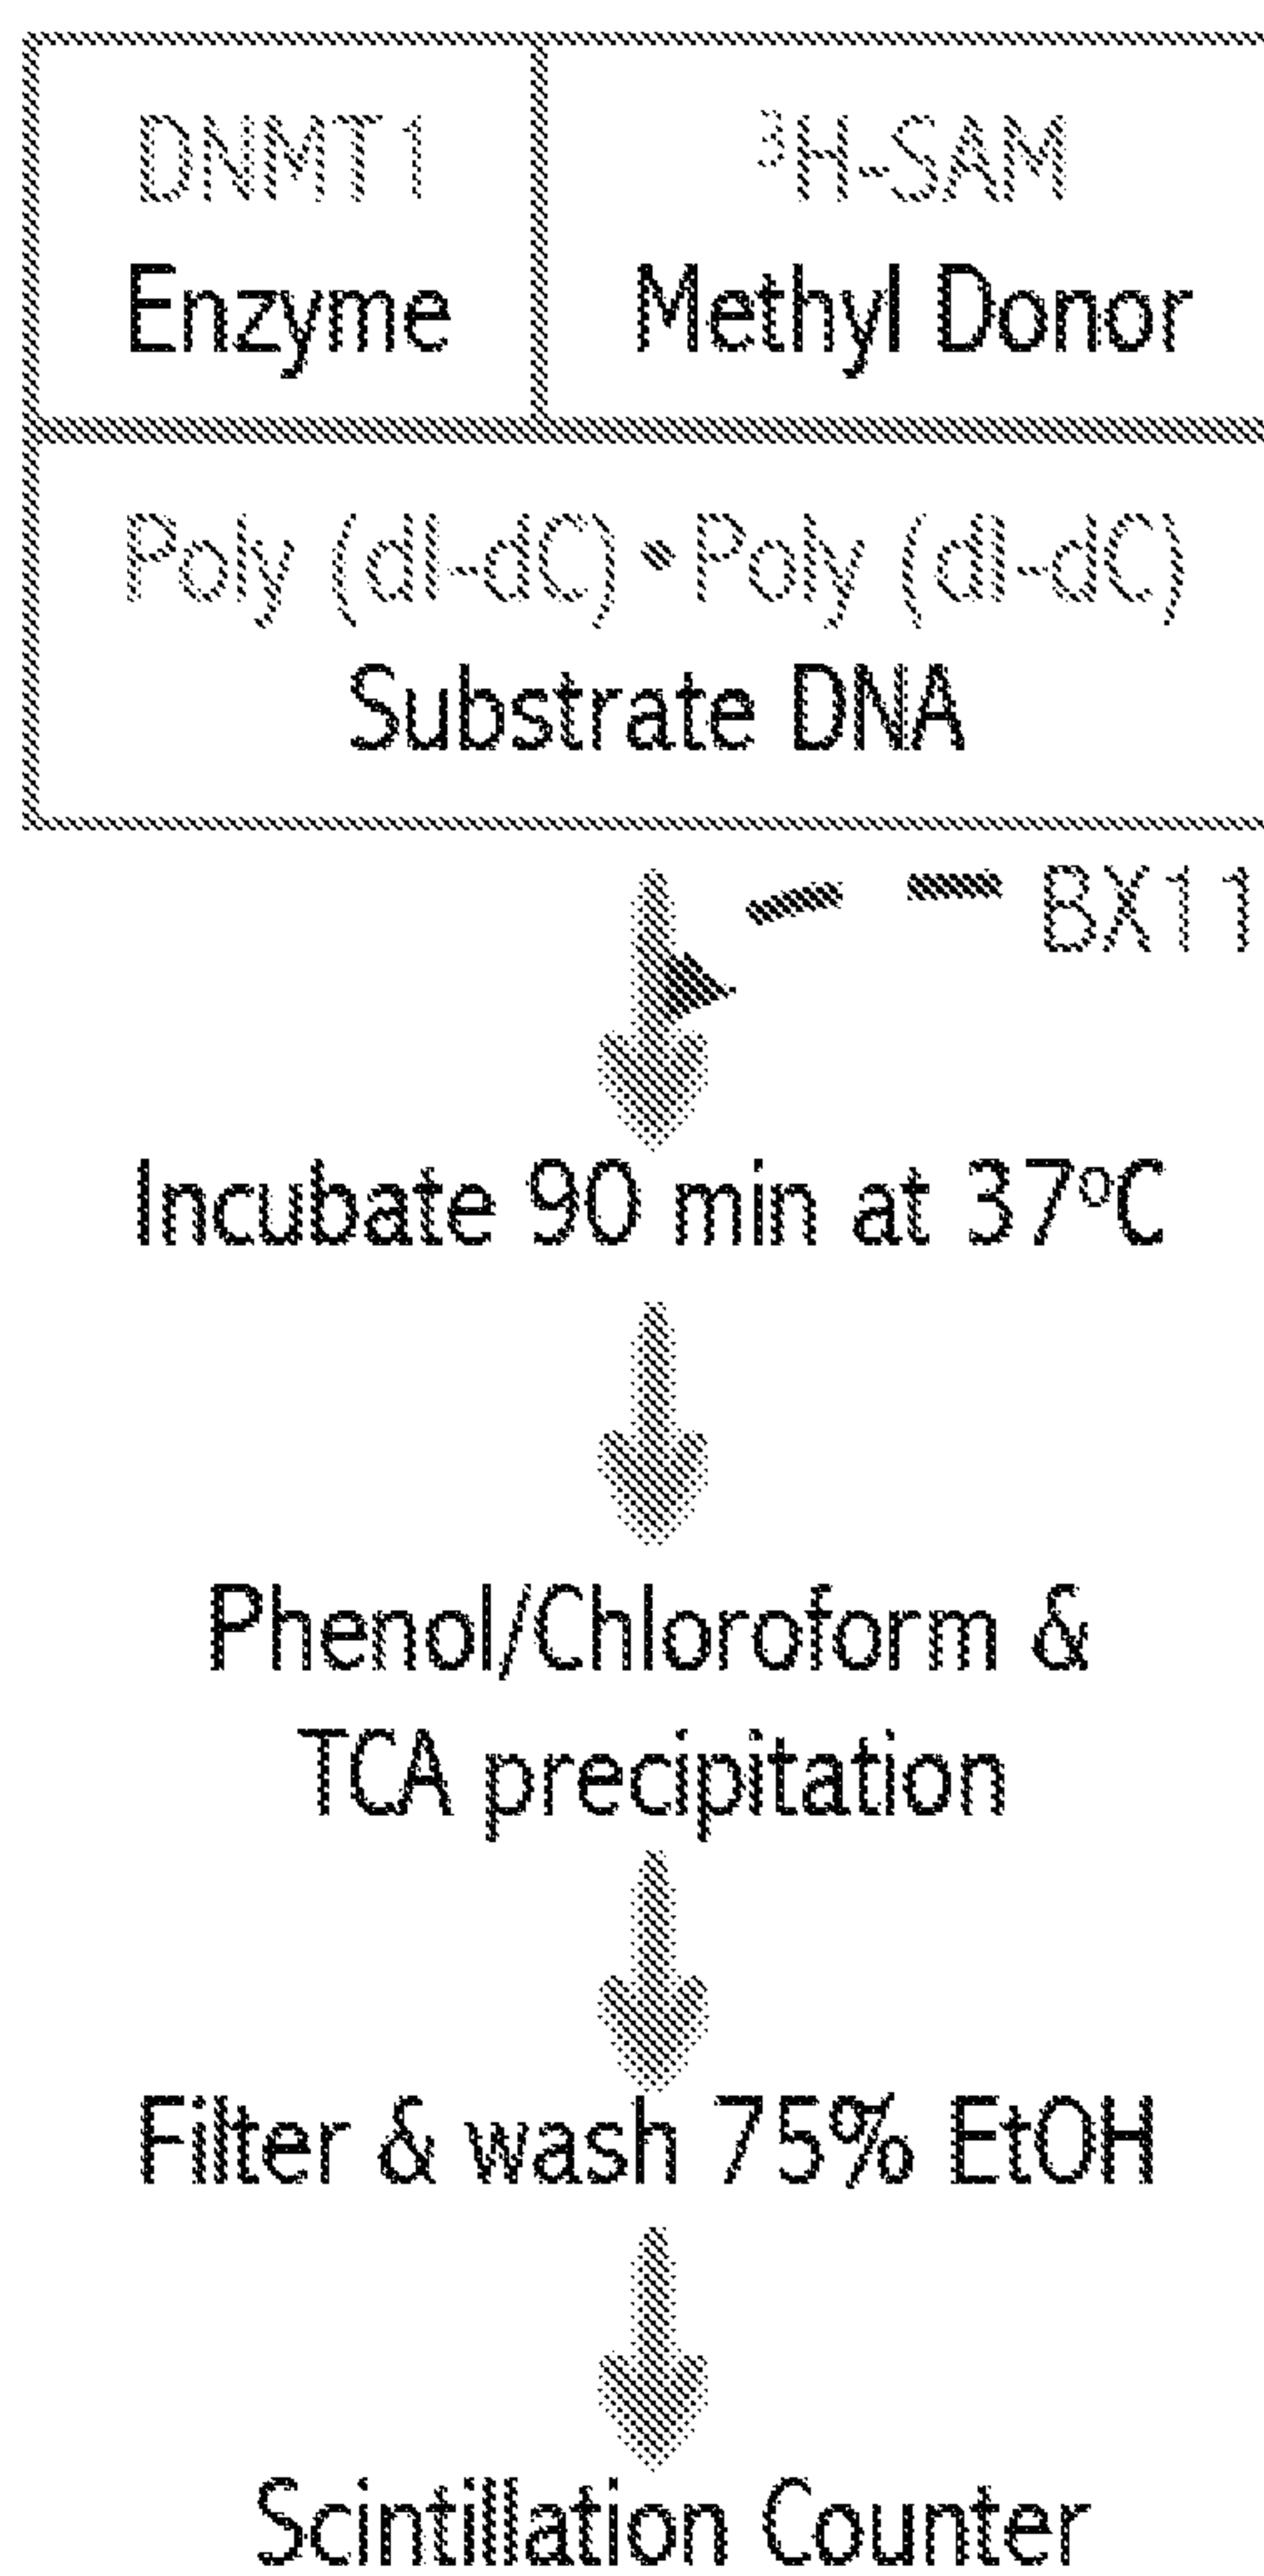 DNMT1
Enzyme
³H-SAM
Methyl Donor
Poly (dI-dC)•Poly (dI-dC)
Substrate DNA
BX11
Incubate 90 min at 37ºC
Phenol/Chloroform &
TCA precipitation
Filter & wash 75% EtOH
Scintillation Counter